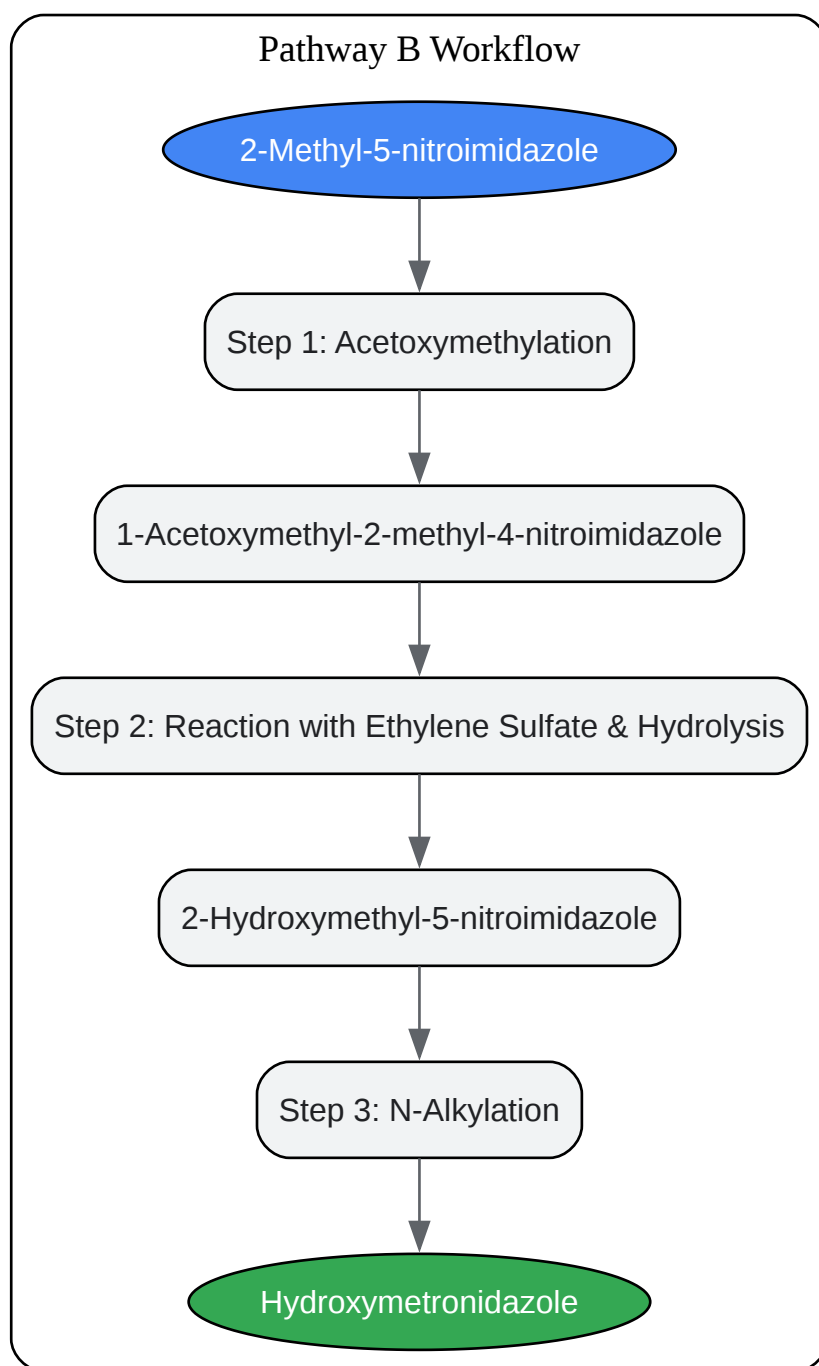 Pathway B Workflow
2-Methyl-5-nitroimidazole
Step 1: Acetoxymethylation
1-Acetoxymethyl-2-methyl-4-nitroimidazole
Step 2: Reaction with Ethylene Sulfate & Hydrolysis
2-Hydroxymethyl-5-nitroimidazole
Step 3: N-Alkylation
Hydroxymetronidazole